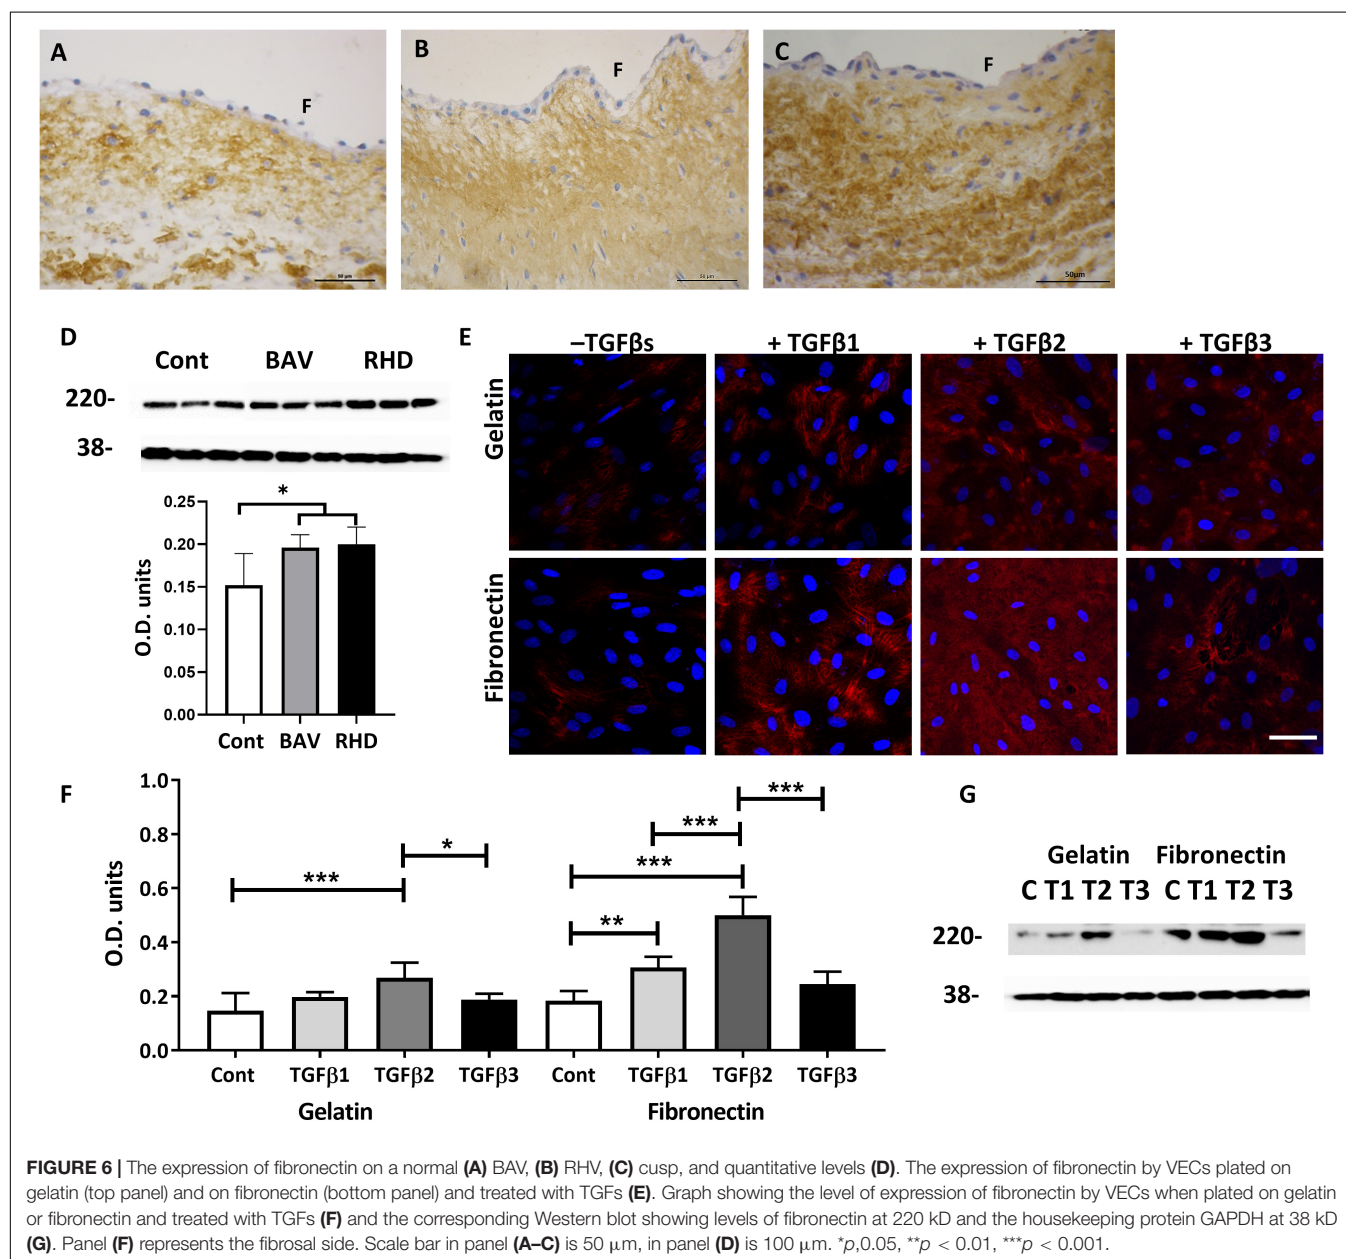 A
F
50 µm
B
F
50 µm
C
F
50µm
D
Cont BAV RHD
220-
38-
0.25
0.20
0.15
0.10
0.05
0.00
O.D. units
*
Cont BAV RHD
E
–TGFβs + TGFβ1 + TGFβ2 + TGFβ3
Gelatin
Fibronectin
F
1.0
0.8
0.6
0.4
0.2
0.0
O.D. units
***
*
**
***
***
***
Cont TGFβ1 TGFβ2 TGFβ3 Cont TGFβ1 TGFβ2 TGFβ3
Gelatin Fibronectin
G
Gelatin Fibronectin
C T1 T2 T3 C T1 T2 T3
220-
38-
FIGURE 6 | The expression of fibronectin on a normal (A) BAV, (B) RHV, (C) cusp, and quantitative levels (D). The expression of fibronectin by VECs plated on
gelatin (top panel) and on fibronectin (bottom panel) and treated with TGFs (E). Graph showing the level of expression of fibronectin by VECs when plated on gelatin
or fibronectin and treated with TGFs (F) and the corresponding Western blot showing levels of fibronectin at 220 kD and the housekeeping protein GAPDH at 38 kD
(G). Panel (F) represents the fibrosal side. Scale bar in panel (A–C) is 50 µm, in panel (D) is 100 µm. *p,0.05, **p < 0.01, ***p < 0.001.